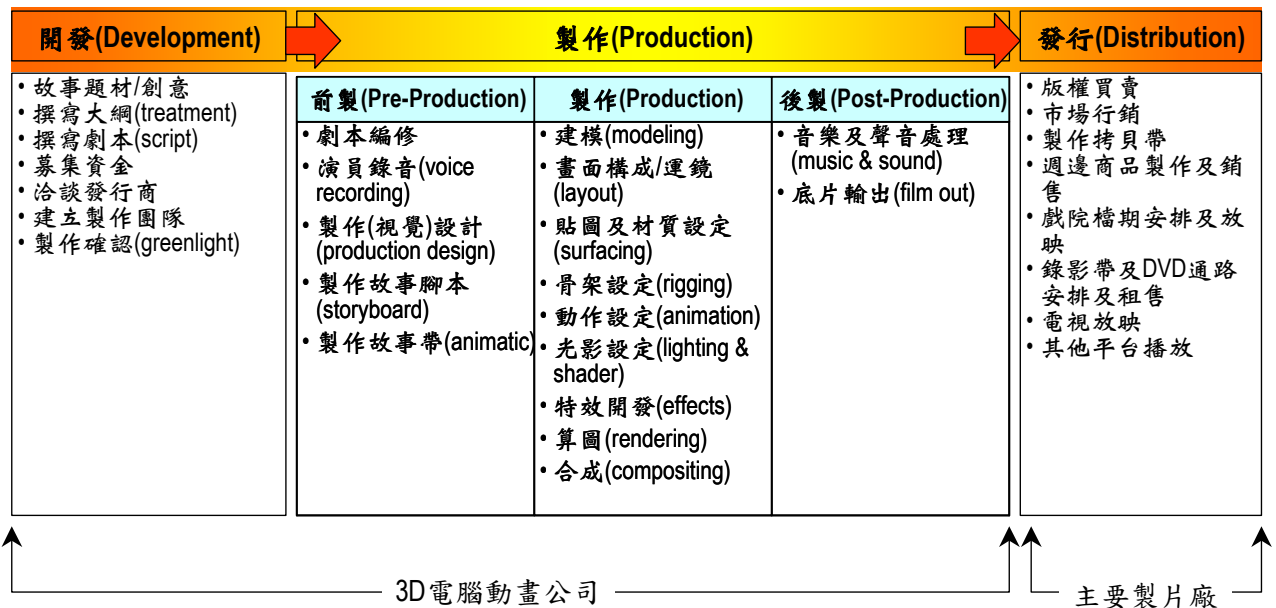 開發(Development)
製作(Production)
發行(Distribution)
• 故事題材/創意
• 撰寫大綱(treatment)
• 撰寫劇本(script)
• 募集資金
• 洽談發行商
• 建立製作團隊
• 製作確認(greenlight)
前製(Pre-Production)
• 劇本編修
• 演員錄音(voice
recording)
• 製作(視覺)設計
(production design)
• 製作故事腳本
(storyboard)
• 製作故事帶(animatic)
製作(Production)
• 建模(modeling)
• 畫面構成/運鏡
(layout)
• 貼圖及材質設定
(surfacing)
• 骨架設定(rigging)
• 動作設定(animation)
• 光影設定(lighting &
shader)
• 特效開發(effects)
• 算圖(rendering)
• 合成(compositing)
後製(Post-Production)
• 音樂及聲音處理
(music & sound)
• 底片輸出(film out)
• 版權買賣
• 市場行銷
• 製作拷貝帶
• 週邊商品製作及銷
售
• 戲院檔期安排及放
映
• 錄影帶及DVD通路
安排及租售
• 電視放映
• 其他平台播放
3D電腦動畫公司
主要製片廠